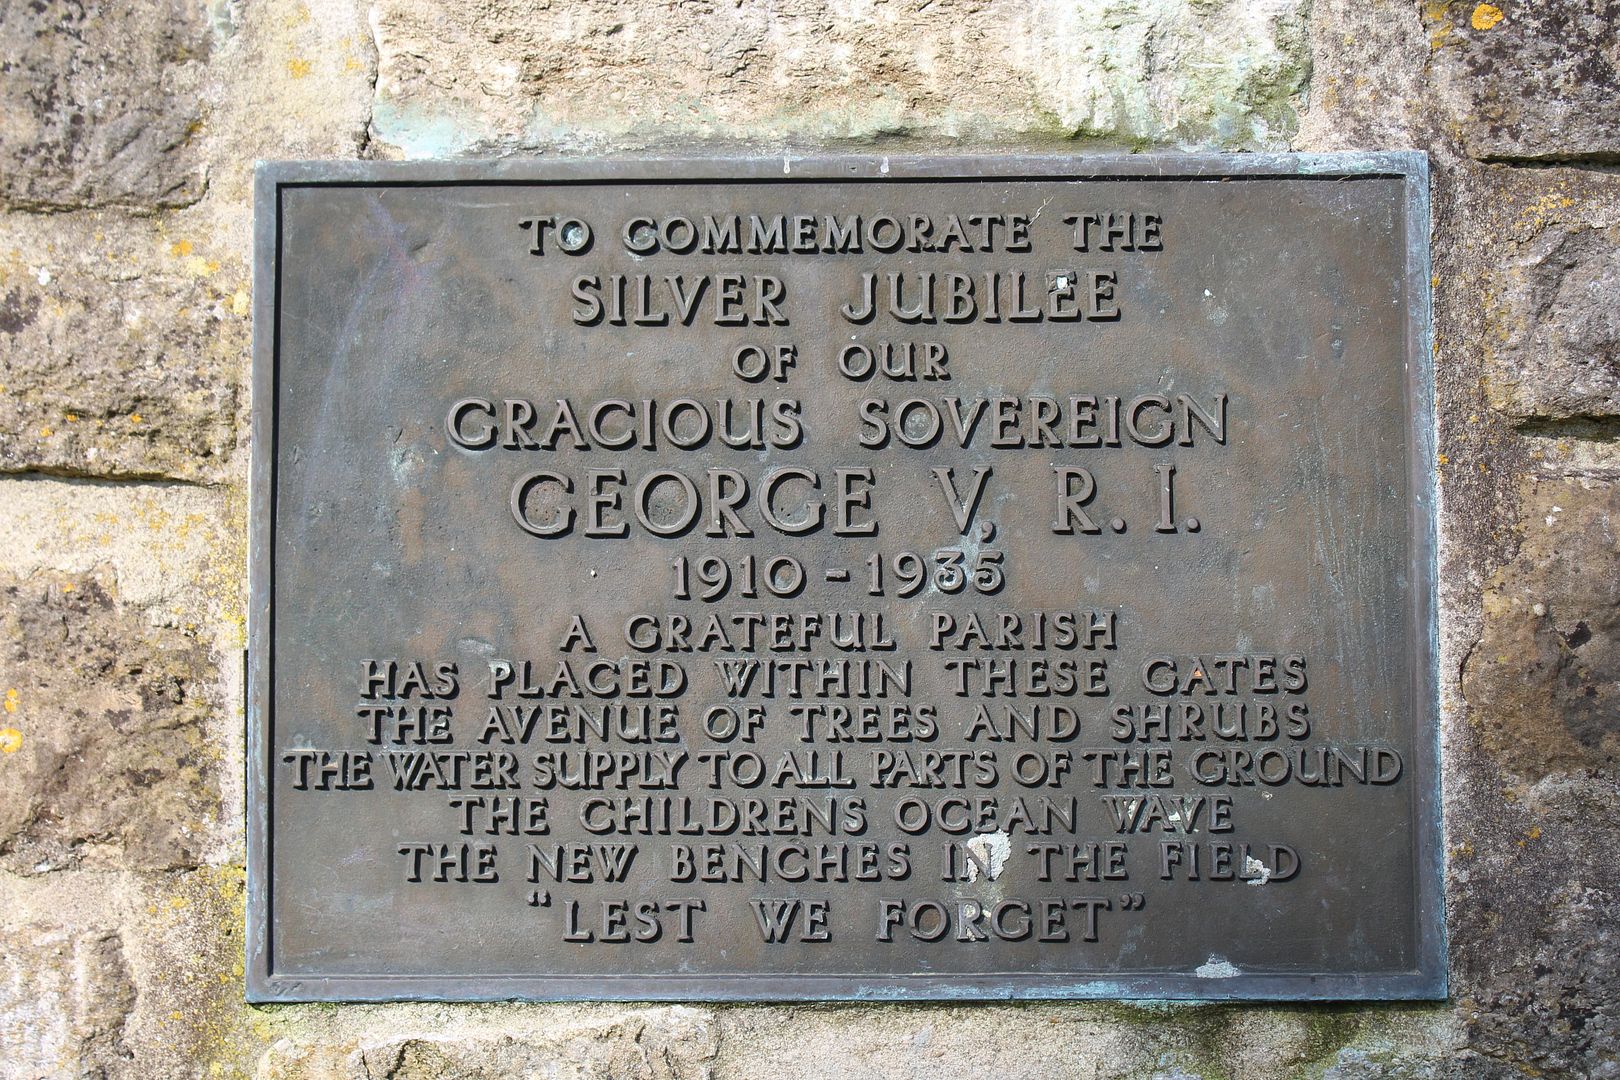 TO COMMEMORATE THE
SILVER JUBILEE
OF OUR
GRACIOUS SOVEREIGN
GEORGE V, R. I.
1910 - 1935
A GRATEFUL PARISH
HAS PLACED WITHIN THESE GATES
THE AVENUE OF TREES AND SHRUBS
THE WATER SUPPLY TO ALL PARTS OF THE GROUND
THE CHILDRENS OCEAN WAVE
THE NEW BENCHES IN THE FIELD
“LEST WE FORGET”